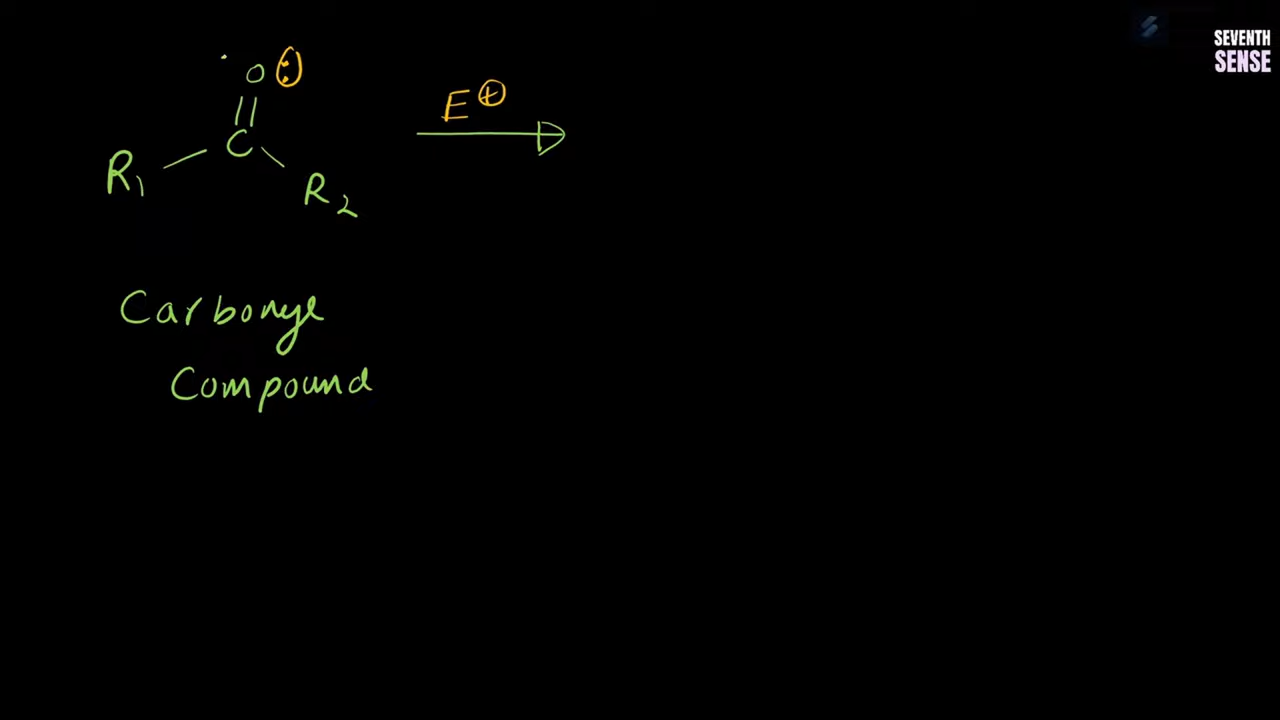 O
E⊕
C
R1
R2
Carbonyl
Compound
SEVENTH
SENSE